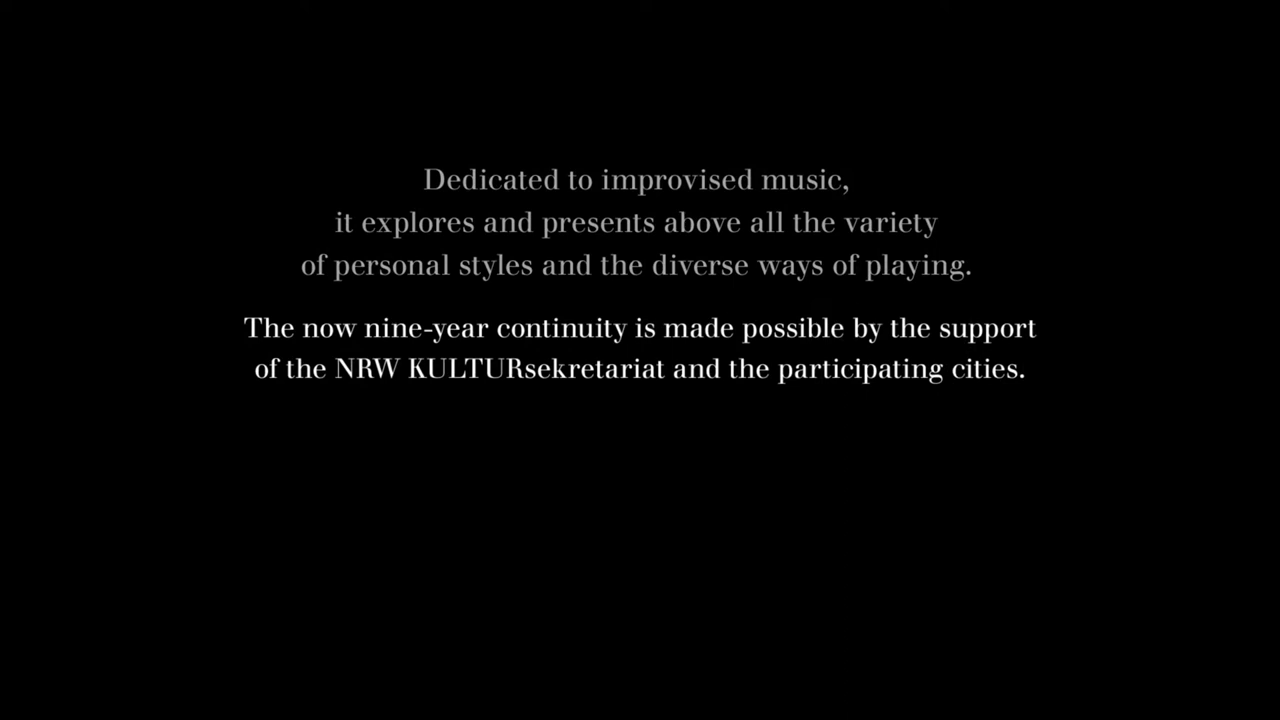 Dedicated to improvised music,
it explores and presents above all the variety
of personal styles and the diverse ways of playing.
The now nine-year continuity is made possible by the support
of the NRW KULTURsekretariat and the participating cities.